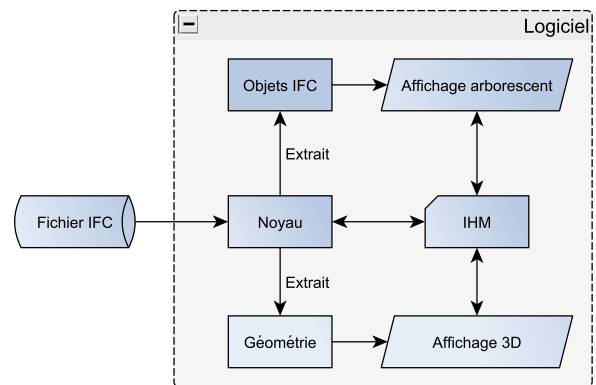 Logiciel
Objets IFC
Affichage arborescent
Extrait
Fichier IFC
Noyau
IHM
Extrait
Géométrie
Affichage 3D